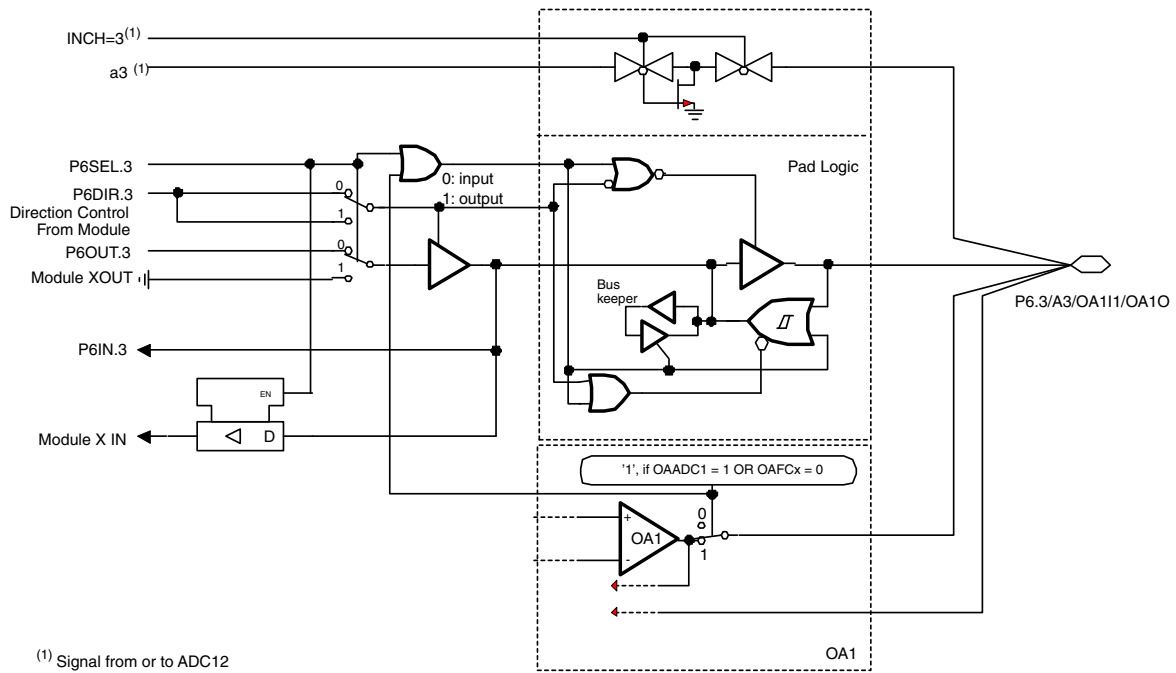 INCH=3(1)
a3 (1)
P6SEL.3
P6DIR.3
Direction Control
From Module
P6OUT.3
Module XOUT
P6IN.3
Module X IN
0
1
0
1
EN
D
0: input
1: output
Pad Logic
Bus
keeper
P6.3/A3/OA1I1/OA1O
'1', if OAADC1 = 1 OR OAFCx = 0
0
1
+
OA1
-
OA1
(1) Signal from or to ADC12